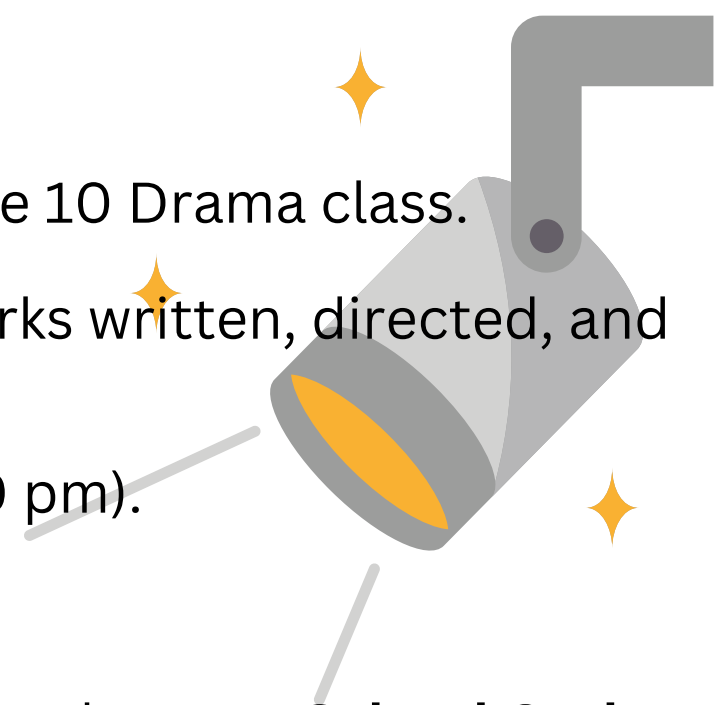 e 10 Drama class.
rks written, directed, and
pm).